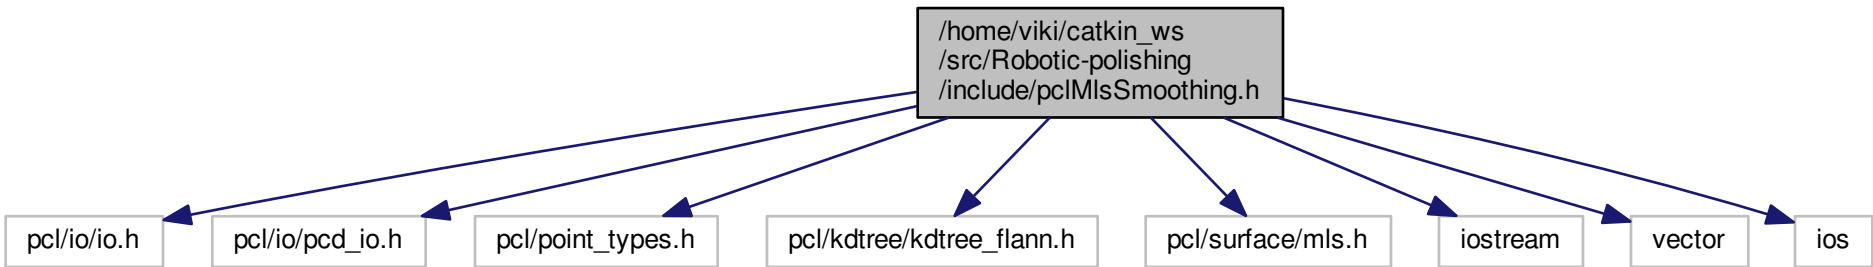 /home/viki/catkin_ws
/src/Robotic-polishing
/include/pclMlsSmoothing.h
pcl/io/io.h
pcl/io/pcd_io.h
pcl/point_types.h
pcl/kdtree/kdtree_flann.h
pcl/surface/mls.h
iostream
vector
ios